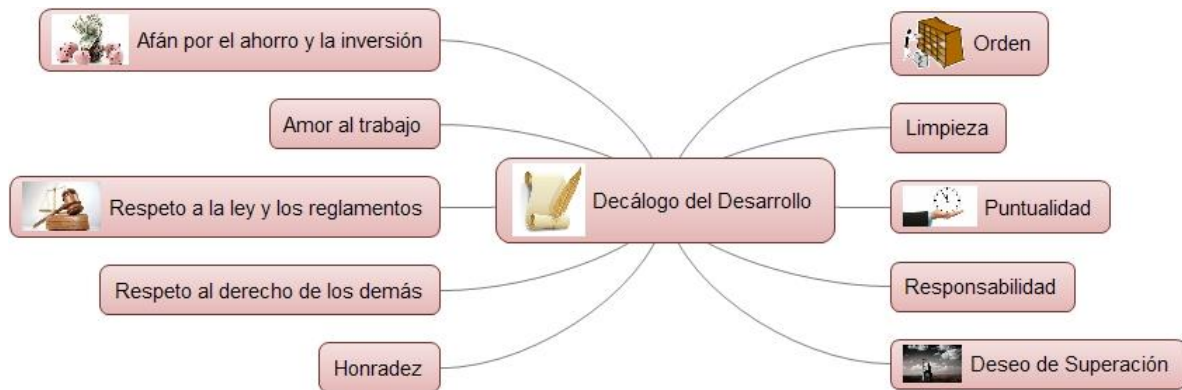 Afán por el ahorro y la inversión
Amor al trabajo
Respeto a la ley y los reglamentos
Respeto al derecho de los demás
Honradez
Decálogo del Desarrollo
Orden
Limpieza
Puntualidad
Responsabilidad
Deseo de Superación